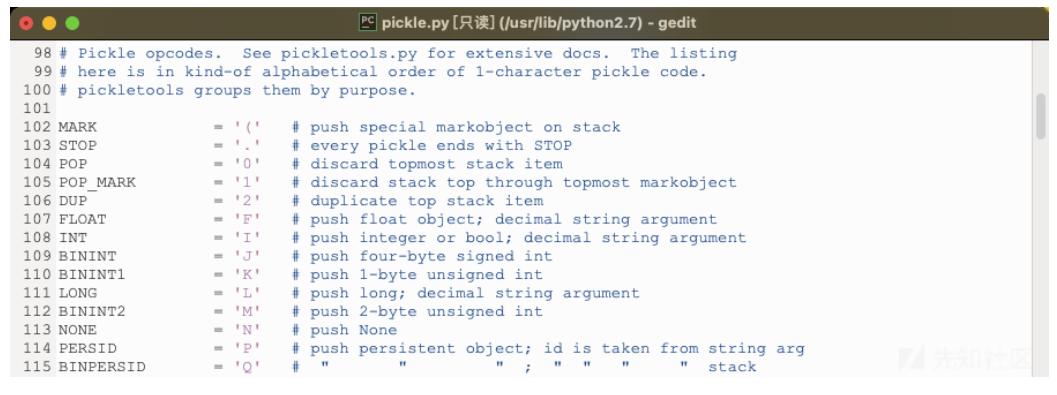 pickle.py [只读] (/usr/lib/python2.7) - gedit
98 # Pickle opcodes.  See pickletools.py for extensive docs.  The listing
99 # here is in kind-of alphabetical order of 1-character pickle code.
100 # pickletools groups them by purpose.
101
102 MARK            = '('   # push special markobject on stack
103 STOP            = '.'   # every pickle ends with STOP
104 POP             = '0'   # discard topmost stack item
105 POP_MARK        = '1'   # discard stack top through topmost markobject
106 DUP             = '2'   # duplicate top stack item
107 FLOAT           = 'F'   # push float object; decimal string argument
108 INT             = 'I'   # push integer or bool; decimal string argument
109 BININT          = 'J'   # push four-byte signed int
110 BININT1         = 'K'   # push 1-byte unsigned int
111 LONG            = 'L'   # push long; decimal string argument
112 BININT2         = 'M'   # push 2-byte unsigned int
113 NONE            = 'N'   # push None
114 PERSID          = 'P'   # push persistent object; id is taken from string arg
115 BINPERSID       = 'Q'   #  "       "         "  ;  "  "   "     "  stack
先知社区